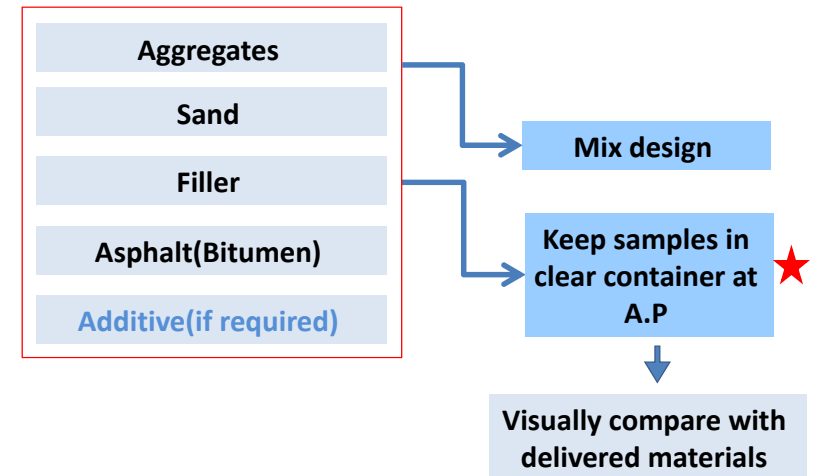 Aggregates
Sand
Filler
Asphalt(Bitumen)
Additive(if required)
Mix design
Keep samples in
clear container at
A.P
Visually compare with
delivered materials